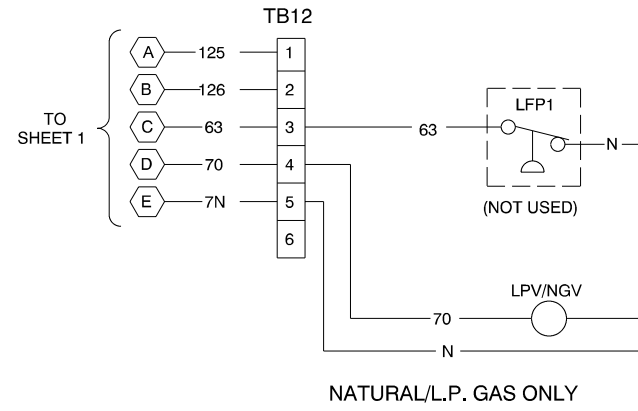 TB12
A 125 1
B 126 2
TO
SHEET 1
C 63 3 63 LFP1 N
D 70 4
(NOT USED)
E 7N 5
6
LPV/NGV
70
N
NATURAL/L.P. GAS ONLY